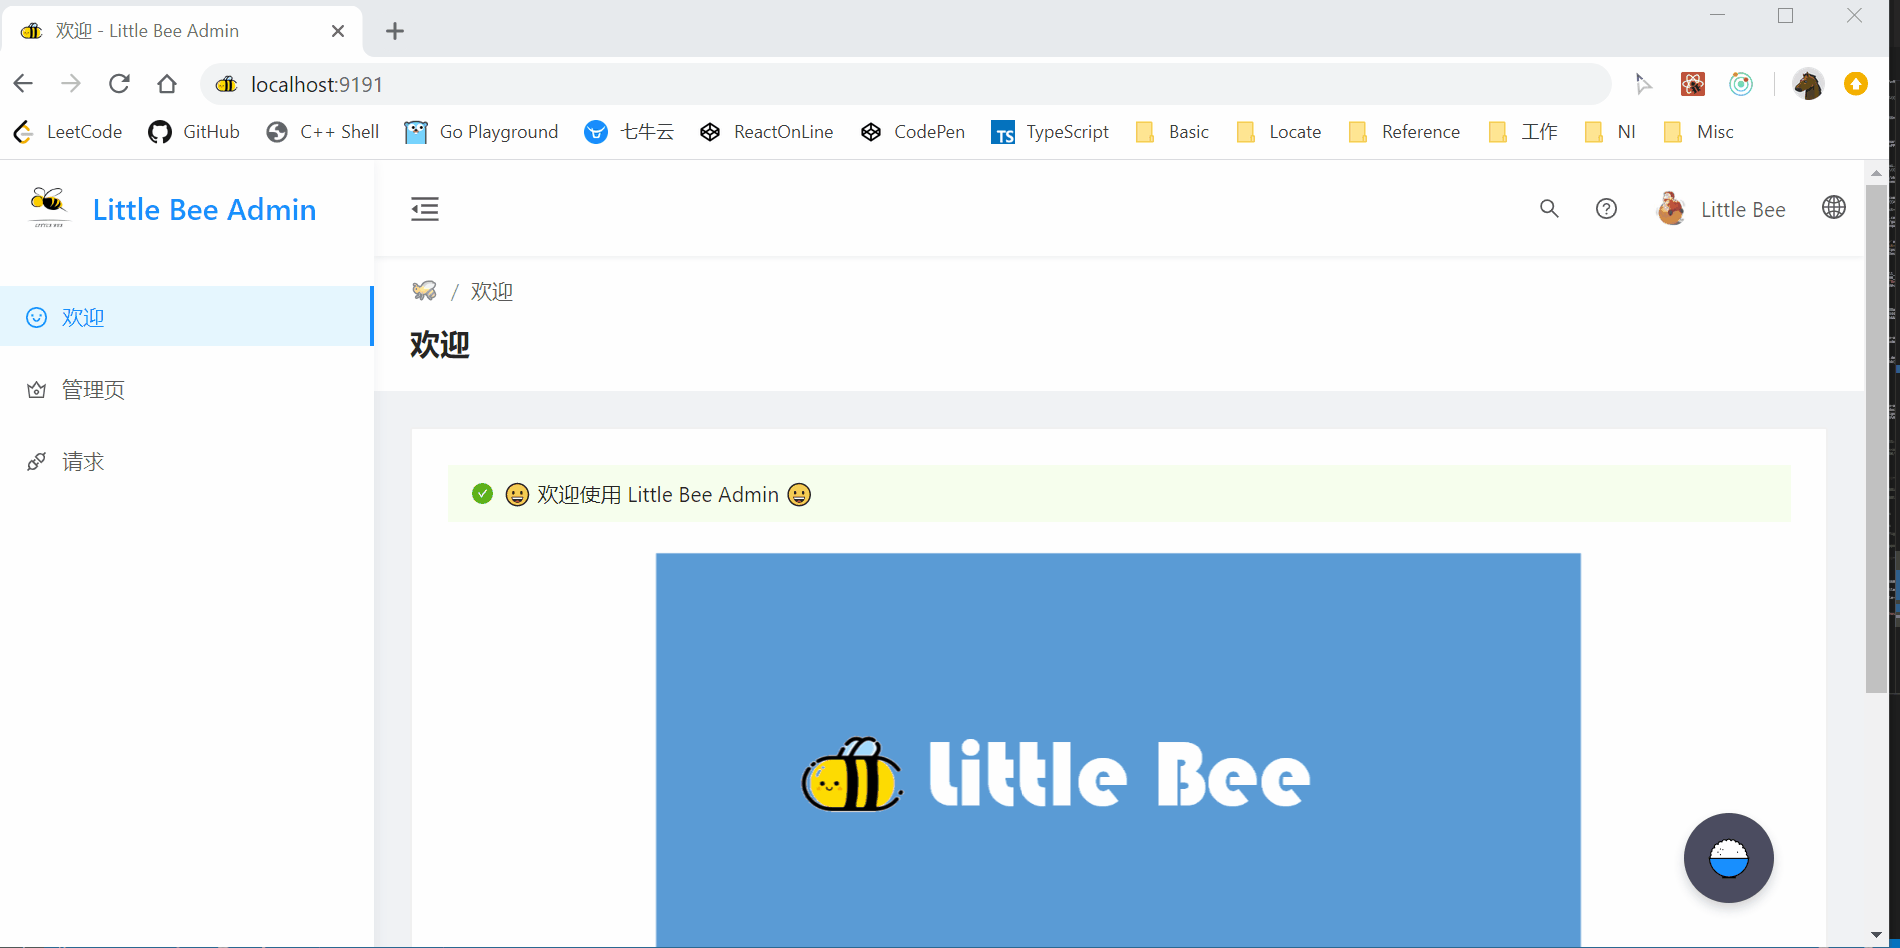 欢迎 - Little Bee Admin
localhost:9191
LeetCode GitHub C++ Shell Go Playground 七牛云 ReactOnLine CodePen TypeScript Basic Locate Reference 工作 NI Misc
Little Bee Admin
Little Bee
欢迎
管理页
请求
/ 欢迎
欢迎
😀 欢迎使用 Little Bee Admin 😀
Little Bee